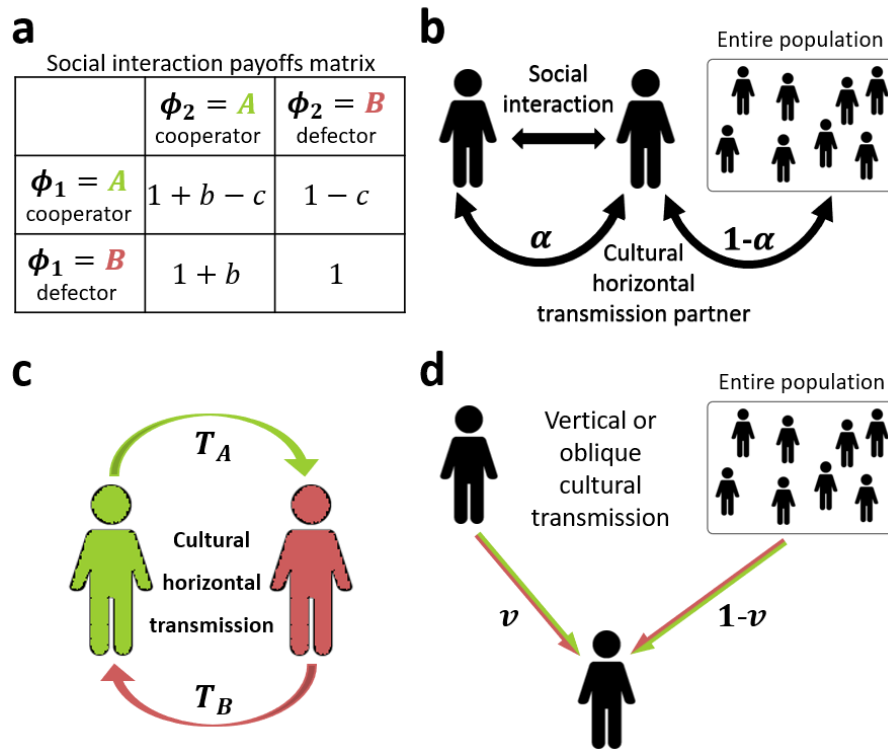 a
Social interaction payoffs matrix
ϕ₂ = A
cooperator
ϕ₂ = B
defector
ϕ₁ = A
cooperator
1 + b − c
1 − c
ϕ₁ = B
defector
1 + b
1
b
Entire population
Social
interaction
α
1-α
Cultural
horizontal
transmission partner
c
T_A
Cultural
horizontal
transmission
T_B
d
Entire population
Vertical or
oblique
cultural
transmission
v
1-v